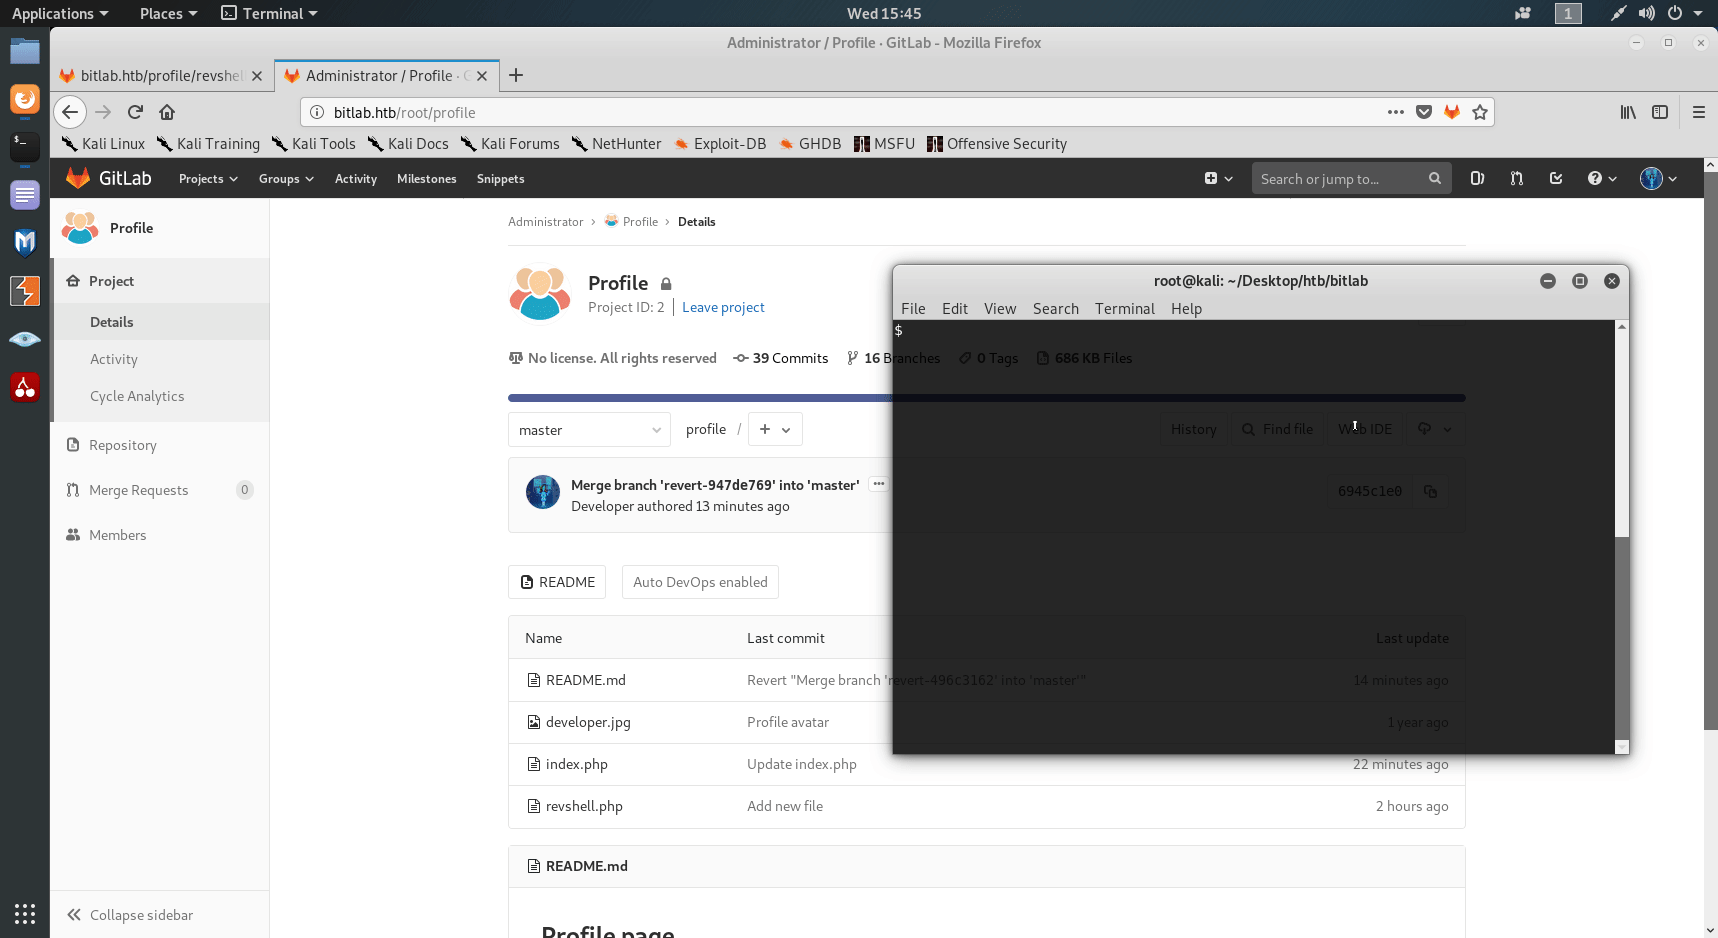 Applications Places Terminal Wed 15:45 1
Administrator / Profile · GitLab - Mozilla Firefox
bitlab.htb/profile/revshel Administrator / Profile ·
bitlab.htb/root/profile
Kali Linux Kali Training Kali Tools Kali Docs Kali Forums NetHunter Exploit-DB GHDB MSFU Offensive Security
GitLab Projects Groups Activity Milestones Snippets Search or jump to...
Profile
Project
Details
Activity
Cycle Analytics
Repository
Merge Requests 0
Members
Collapse sidebar
Administrator > Profile > Details
Profile
Project ID: 2 | Leave project
No license. All rights reserved 39 Commits 16 Branches 0 Tags 686 KB Files
master profile / + History Find file Web IDE
Merge branch 'revert-947de769' into 'master' ···
Developer authored 13 minutes ago
6945c1e0
README Auto DevOps enabled
Name Last commit Last update
README.md Revert "Merge branch 'revert-496c3162' into 'master'" 14 minutes ago
developer.jpg Profile avatar 1 year ago
index.php Update index.php 22 minutes ago
revshell.php Add new file 2 hours ago
README.md
Profile page
root@kali: ~/Desktop/htb/bitlab
File Edit View Search Terminal Help
$